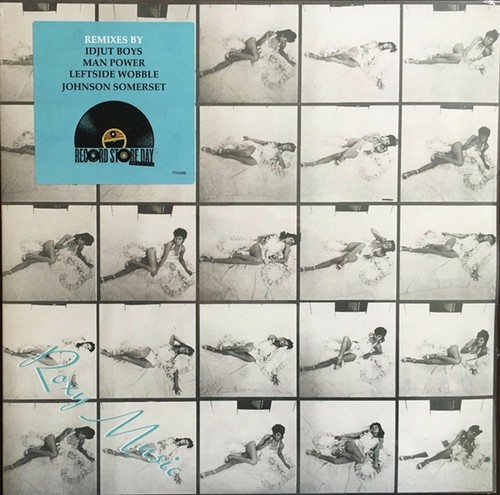 REMIXES BY
IDJUT BOYS
MAN POWER
LEFTSIDE WOBBLE
JOHNSON SOMERSET
RECORD STORE DAY
Roxy Music